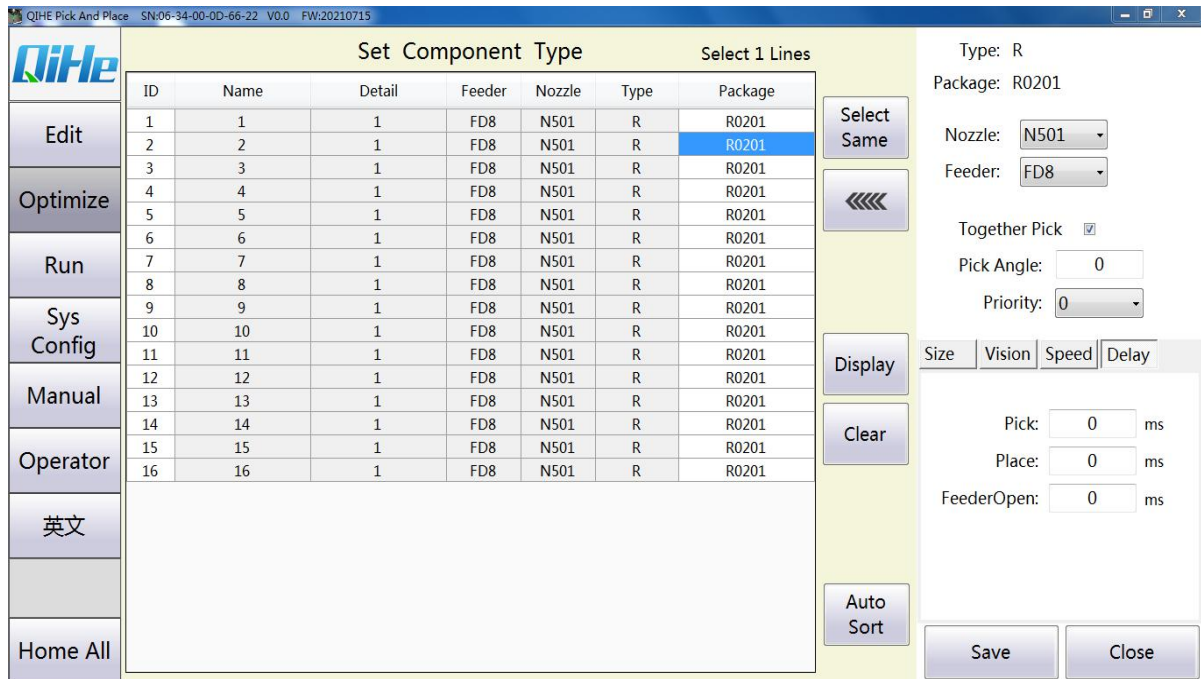 QIHE Pick And Place SN:06-34-00-0D-66-22 V0.0 FW:20210715
QiHe
Edit
Optimize
Run
Sys
Config
Manual
Operator
英文
Home All
Set Component Type
Select 1 Lines
ID Name Detail Feeder Nozzle Type Package
1 1 1 FD8 N501 R R0201
2 2 1 FD8 N501 R R0201
3 3 1 FD8 N501 R R0201
4 4 1 FD8 N501 R R0201
5 5 1 FD8 N501 R R0201
6 6 1 FD8 N501 R R0201
7 7 1 FD8 N501 R R0201
8 8 1 FD8 N501 R R0201
9 9 1 FD8 N501 R R0201
10 10 1 FD8 N501 R R0201
11 11 1 FD8 N501 R R0201
12 12 1 FD8 N501 R R0201
13 13 1 FD8 N501 R R0201
14 14 1 FD8 N501 R R0201
15 15 1 FD8 N501 R R0201
16 16 1 FD8 N501 R R0201
Select
Same
Display
Clear
Auto
Sort
Type: R
Package: R0201
Nozzle: N501
Feeder: FD8
Together Pick
Pick Angle: 0
Priority: 0
Size Vision Speed Delay
Pick: 0 ms
Place: 0 ms
FeederOpen: 0 ms
Save Close